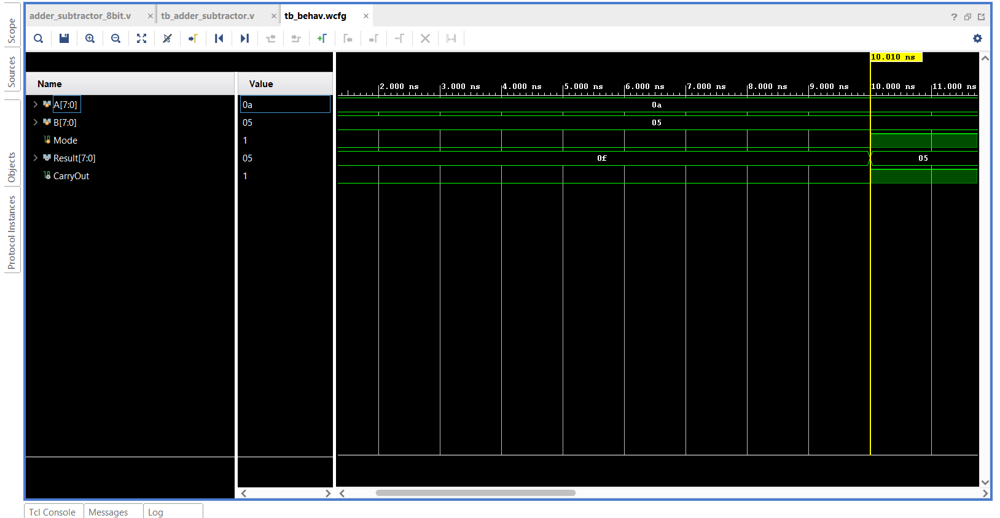 adder_subtractor_8bit.v × tb_adder_subtractor.v × tb_behav.wcfg × ?
Scope
Sources
Objects
Protocol Instances
10.010 ns
Name Value
2.000 ns 3.000 ns 4.000 ns 5.000 ns 6.000 ns 7.000 ns 8.000 ns 9.000 ns 10.000 ns 11.000 ns
A[7:0] 0a 0a
B[7:0] 05 05
Mode 1
Result[7:0] 05 0f 05
CarryOut 1
Tcl Console Messages Log